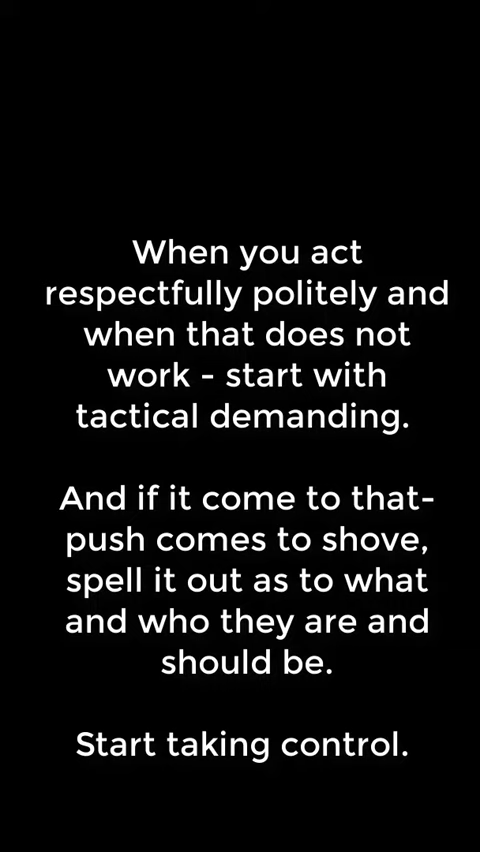 When you act
respectfully politely and
when that does not
work - start with
tactical demanding.
And if it come to that-
push comes to shove,
spell it out as to what
and who they are and
should be.
Start taking control.